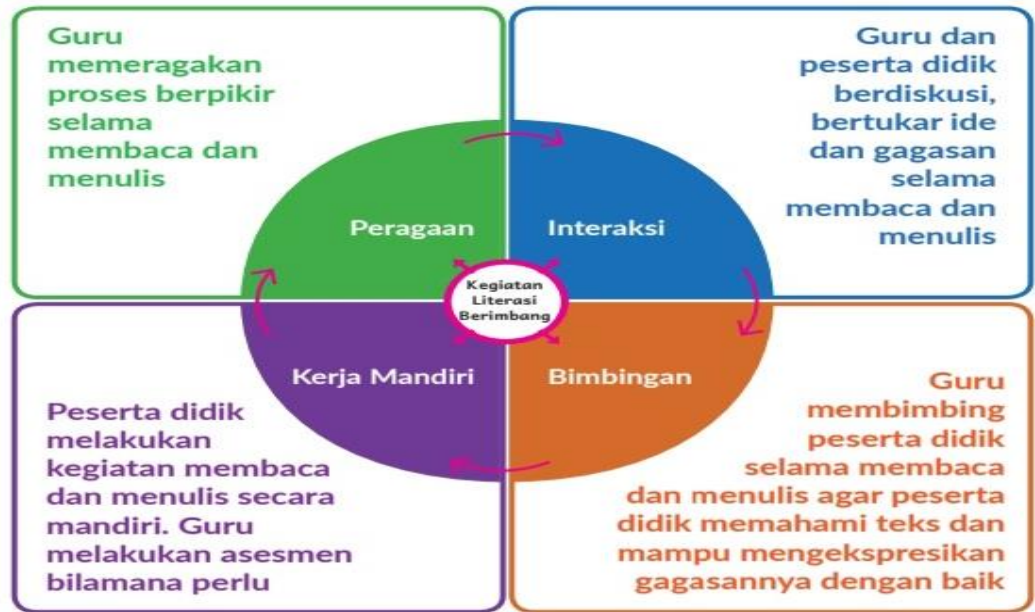 Guru
memeragakan
proses berpikir
selama
membaca dan
menulis
Guru dan
peserta didik
berdiskusi,
bertukar ide
dan gagasan
selama
membaca dan
menulis
Peragaan
Interaksi
Kegiatan
Literasi
Berimbang
Kerja Mandiri
Bimbingan
Peserta didik
melakukan
kegiatan membaca
dan menulis secara
mandiri. Guru
melakukan asesmen
bilamana perlu
Guru
membimbing
peserta didik
selama membaca
dan menulis agar peserta
didik memahami teks dan
mampu mengekspresikan
gagasannya dengan baik